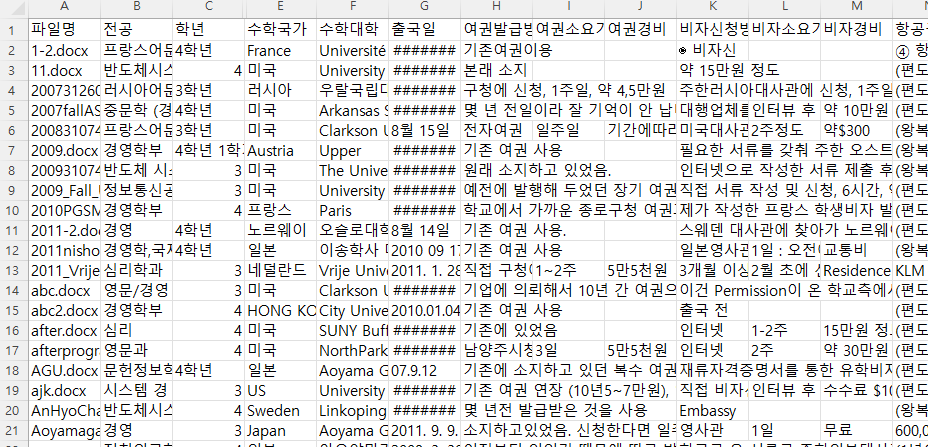 A B C E F G H I J K L M
1 파일명 전공 학년 수학국가 수학대학 출국일 여권발급방 여권소요기 여권경비 비자신청방 비자소요기 비자경비 항공
2 1-2.docx 프랑스어문 4학년 France Université ####### 기존여권이용 ◉ 비자신 ④ 항
3 11.docx 반도체시스 4 미국 University ####### 본래 소지 약 15만원 정도 (편도
4 200731260 러시아어문 3학년 러시아 우랄국립대 ####### 구청에 신청, 1주일, 약 4,5만원 주한러시아대사관에 신청, 1주일 (편도
5 2007fallAS 중문학 (경 4학년 미국 Arkansas S ####### 몇 년 전일이라 잘 기억이 안 납니 대행업체를 인터뷰 후 약 10만원 (편도
6 200831074 프랑스어문 3학년 미국 Clarkson U 8월 15일 전자여권 일주일 기간에따라 미국대사관 2주정도 약$300 (왕복
7 2009.docx 경영학부 4학년 1학기 Austria Upper ####### 기존 여권 사용 필요한 서류를 갖춰 주한 오스트 (왕복
8 200931074 반도체 시스 3 미국 The Unive ####### 원래 소지하고 있었음. 인터넷으로 작성한 서류 제출 후 (편도
9 2009_Fall_ 정보통신공 3 미국 University ####### 예전에 발행해 두었던 장기 여권 직접 서류 작성 및 신청, 6시간, (편도
10 2010PGSM 경영학부 4 프랑스 Paris ####### 학교에서 가까운 종로구청 여권 제가 작성한 프랑스 학생비자 발 (편도
11 2011-2.doc 경영 4학년 노르웨이 오슬로대학 8월 14일 기존 여권 사용. 스웨덴 대사관에 찾아가 노르웨이 (왕복
12 2011nisho 경영학,국제 4학년 일본 이송학사 대 2010 09 17 기존 여권 사용 일본영사관 1일 : 오전 교통비 (왕복
13 2011_Vrije 심리학과 3 네덜란드 Vrije Unive 2011. 1. 28 직접 구청 1~2주 5만5천원 3개월 이상 2월 초에 Residence KLM
14 abc.docx 영문/경영 3 미국 Clarkson U ####### 기업에 의뢰해서 10년 간 여권으 이건 Permission이 온 학교측에서 (편도
15 abc2.docx 경영학부 4 HONG KO City Unive 2010.01.04 기존 여권 사용 출국 전 (편도
16 after.docx 심리 4 미국 SUNY Buff ####### 기존에 있었음 인터넷 1-2주 15만원 정 (편도
17 afterprogr 영문과 4 미국 NorthPark ####### 남양주시청 3일 5만5천원 인터넷 2주 약 30만원 (편도
18 AGU.docx 문헌정보학 4학년 일본 Aoyama G 07.9.12 기존에 소지하고 있던 복수 여권 재류자격증명서를 통한 유학비자 (편도
19 ajk.docx 시스템 경 3 US University ####### 기존 여권 연장 (10년5~7만원), 직접 비자 인터뷰 후 수수료 $10 (편도
20 AnHyoCha 반도체시스 4 Sweden Linkoping ####### 몇 년전 발급받은 것을 사용 Embassy (왕복
21 Aoyamaga 경영 3 Japan Aoyama G 2011. 9. 9. 소지하고있었음. 신청한다면 일주 영사관 1일 무료 600,0